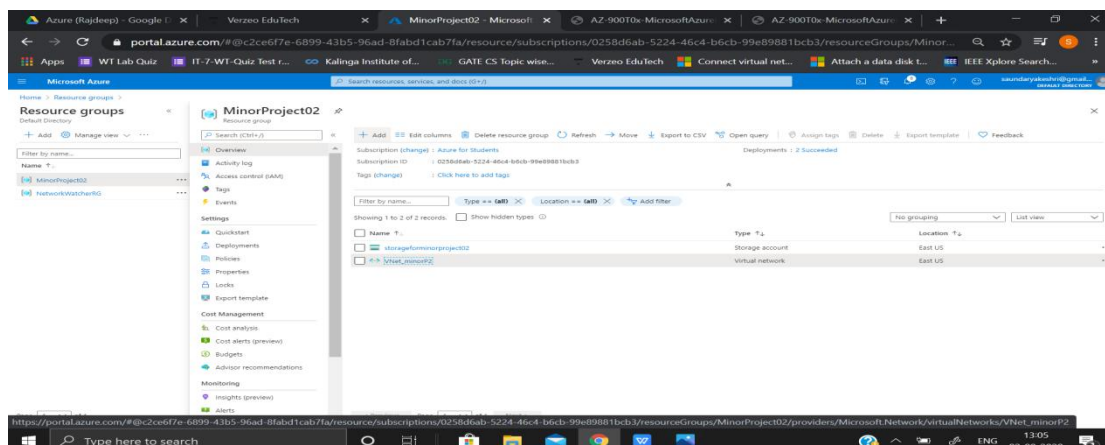 Azure (Rajdeep) - Google D
Verzeo EduTech
MinorProject02 - Microsoft
AZ-900T0x-MicrosoftAzure
AZ-900T0x-MicrosoftAzure
portal.azure.com/#@c2ce6f7e-6899-43b5-96ad-8fabd1cab7fa/resource/subscriptions/0258d6ab-5224-46c4-b6cb-99e89881bcb3/resourceGroups/Minor...
Apps WT Lab Quiz IT-7-WT-Quiz Test r... Kalinga Institute of... GATE CS Topic wise... Verzeo EduTech Connect virtual net... Attach a data disk t... IEEE Xplore Search... »
Microsoft Azure
Search resources, services, and docs (G+/)
saundaryakeshri@gmail...
DEFAULT DIRECTORY
Home > Resource groups >
Resource groups
Default Directory
+ Add Manage view ...
Filter by name...
Name ↑
MinorProject02 ...
NetworkWatcherRG ...
MinorProject02
Resource group
Search (Ctrl+/)
Overview
Activity log
Access control (IAM)
Tags
Events
Settings
Quickstart
Deployments
Policies
Properties
Locks
Export template
Cost Management
Cost analysis
Cost alerts (preview)
Budgets
Advisor recommendations
Monitoring
Insights (preview)
Alerts
+ Add Edit columns Delete resource group Refresh Move Export to CSV Open query Assign tags Delete Export template Feedback
Subscription (change) : Azure for Students
Deployments : 2 Succeeded
Subscription ID : 0258d6ab-5224-46c4-b6cb-99e89881bcb3
Tags (change) : Click here to add tags
Filter by name... Type == (all) Location == (all) Add filter
Showing 1 to 2 of 2 records. Show hidden types
No grouping List view
Name ↑ Type ↑↓ Location ↑↓
storageforminorproject02 Storage account East US
VNet_minorP2 Virtual network East US
https://portal.azure.com/#@c2ce6f7e-6899-43b5-96ad-8fabd1cab7fa/resource/subscriptions/0258d6ab-5224-46c4-b6cb-99e89881bcb3/resourceGroups/MinorProject02/providers/Microsoft.Network/virtualNetworks/VNet_minorP2
Type here to search
ENG
13:05